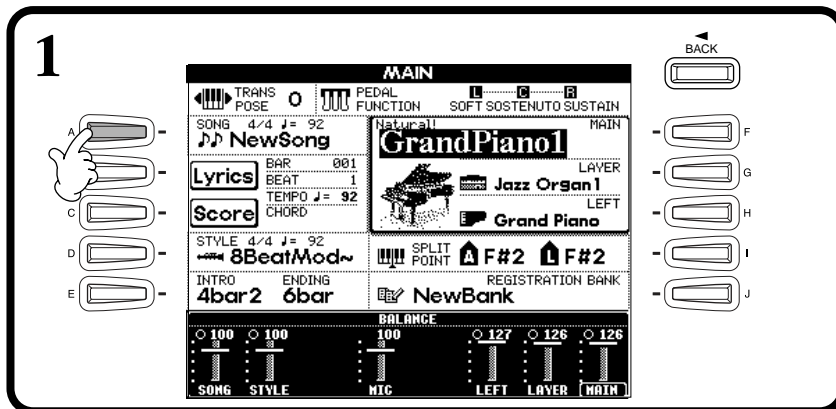 1
BACK
MAIN
TRANS POSE 0
PEDAL FUNCTION
L C R
SOFT SOSTENUTO SUSTAIN
A
F
SONG 4/4 ♩= 92
NewSong
Natural! MAIN
GrandPiano1
G
Lyrics
BAR 001
BEAT 1
LAYER
Jazz Organ1
C
H
Score
TEMPO ♩= 92
CHORD
LEFT
Grand Piano
D
I
STYLE 4/4 ♩= 92
8BeatMod~
SPLIT POINT A F#2 L F#2
E
J
INTRO ENDING
4bar2 6bar
REGISTRATION BANK
NewBank
BALANCE
100 100 100 127 126 126
SONG STYLE MIC LEFT LAYER MAIN